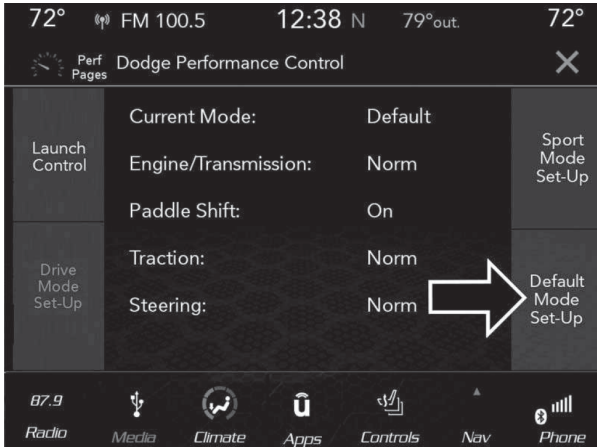 72° FM 100.5 12:38 N 79°out. 72°
Perf Pages
Dodge Performance Control
Launch Control
Drive Mode Set-Up
Current Mode: Default
Engine/Transmission: Norm
Paddle Shift: On
Traction: Norm
Steering: Norm
Sport Mode Set-Up
Default Mode Set-Up
87.9
Radio Media Climate Apps Controls Nav Phone